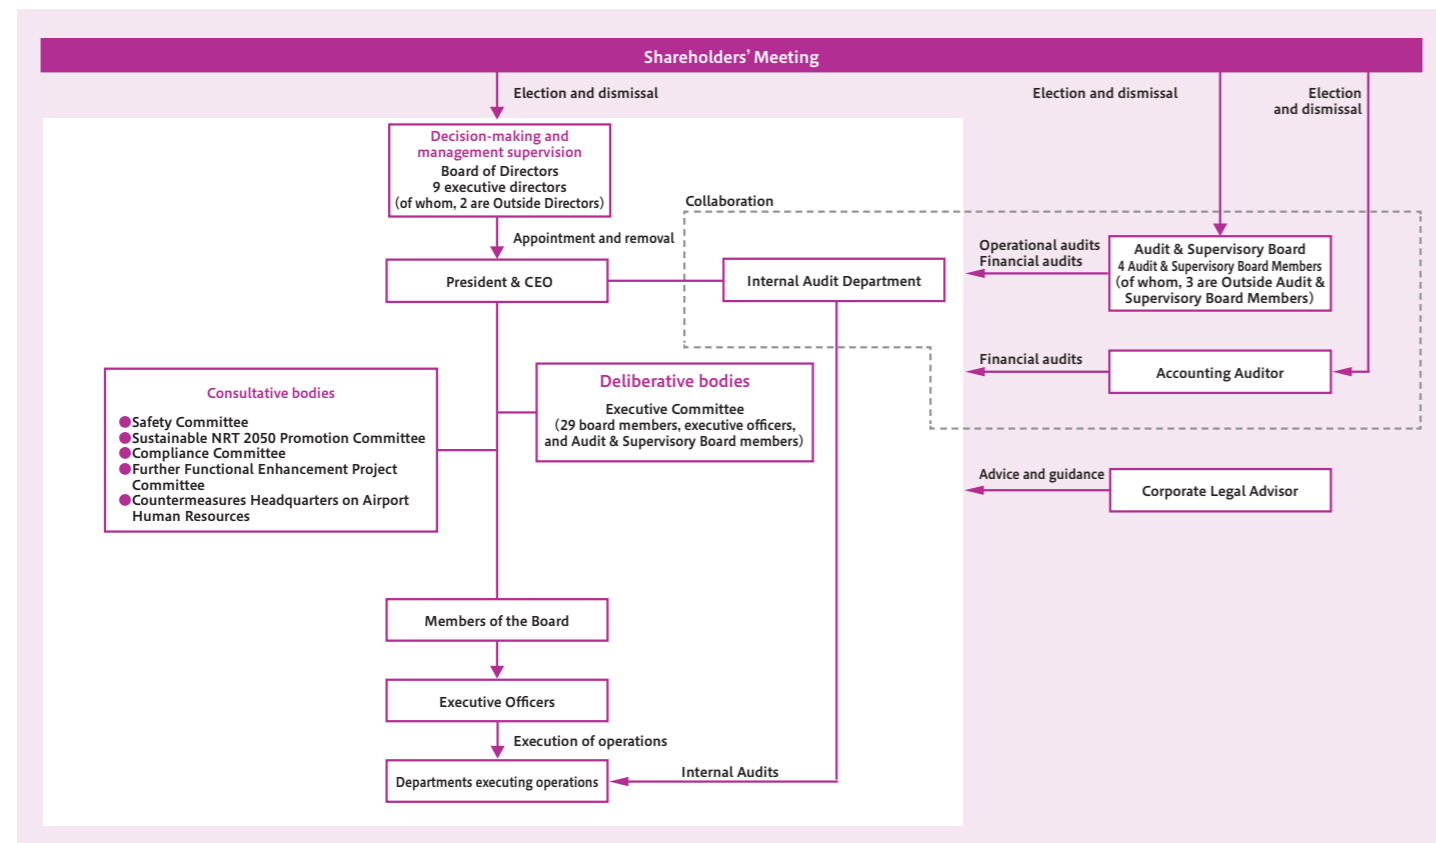 Shareholders’ Meeting
Election and dismissal
Election and dismissal
Election
and dismissal
Decision-making and
management supervision
Board of Directors
9 executive directors
(of whom, 2 are Outside Directors)
Collaboration
Appointment and removal
President & CEO
Internal Audit Department
Operational audits
Financial audits
Audit & Supervisory Board
4 Audit & Supervisory Board Members
(of whom, 3 are Outside Audit &
Supervisory Board Members)
Financial audits
Accounting Auditor
Consultative bodies
●Safety Committee
●Sustainable NRT 2050 Promotion Committee
●Compliance Committee
●Further Functional Enhancement Project
Committee
●Countermeasures Headquarters on Airport
Human Resources
Deliberative bodies
Executive Committee
(29 board members, executive officers,
and Audit & Supervisory Board members)
Advice and guidance
Corporate Legal Advisor
Members of the Board
Executive Officers
Execution of operations
Departments executing operations
Internal Audits